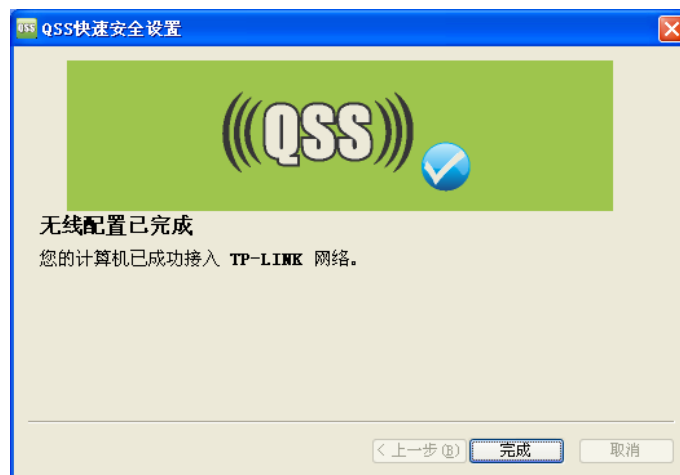 QSS快速安全设置
(((QSS)))
无线配置已完成
您的计算机已成功接入 TP-LINK 网络。
< 上一步(B)
完成
取消